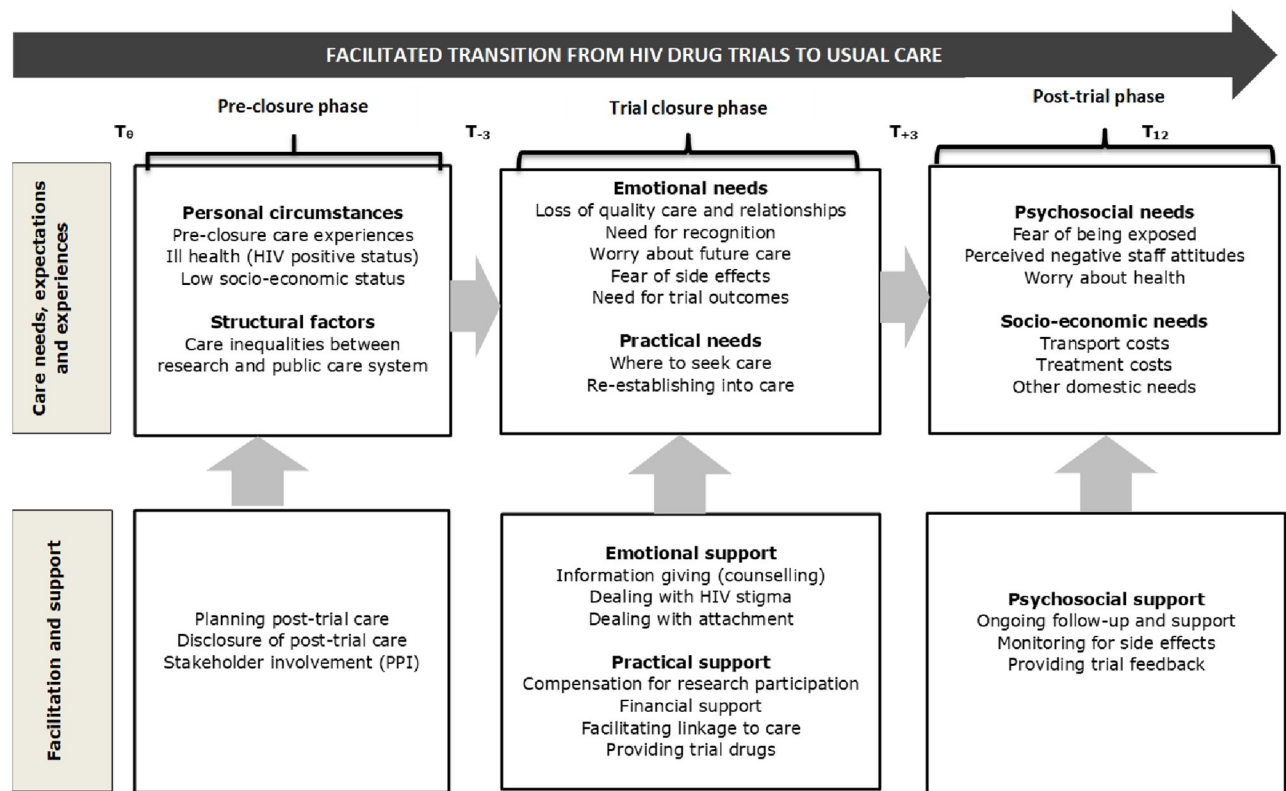 FACILITATED TRANSITION FROM HIV DRUG TRIALS TO USUAL CARE
Pre-closure phase
Trial closure phase
Post-trial phase
T0
T-3
T+3
T12
Care needs, expectations
and experiences
Personal circumstances
Pre-closure care experiences
Ill health (HIV positive status)
Low socio-economic status
Structural factors
Care inequalities between
research and public care system
Emotional needs
Loss of quality care and relationships
Need for recognition
Worry about future care
Fear of side effects
Need for trial outcomes
Practical needs
Where to seek care
Re-establishing into care
Psychosocial needs
Fear of being exposed
Perceived negative staff attitudes
Worry about health
Socio-economic needs
Transport costs
Treatment costs
Other domestic needs
Facilitation and support
Planning post-trial care
Disclosure of post-trial care
Stakeholder involvement (PPI)
Emotional support
Information giving (counselling)
Dealing with HIV stigma
Dealing with attachment
Practical support
Compensation for research participation
Financial support
Facilitating linkage to care
Providing trial drugs
Psychosocial support
Ongoing follow-up and support
Monitoring for side effects
Providing trial feedback